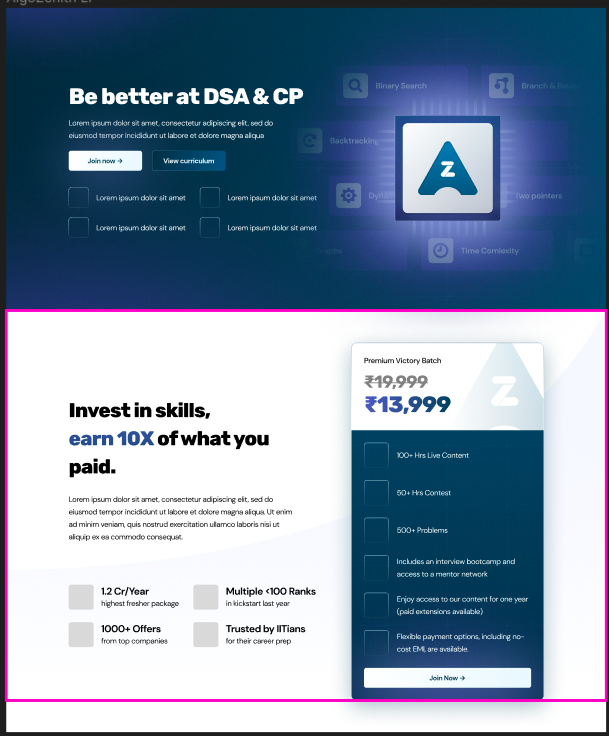 AlgoZenith LP
Be better at DSA & CP
Lorem ipsum dolor sit amet, consectetur adipiscing elit, sed do
eiusmod tempor incididunt ut labore et dolore magna aliqua
Join now →
View curriculum
Lorem ipsum dolor sit amet
Lorem ipsum dolor sit amet
Lorem ipsum dolor sit amet
Lorem ipsum dolor sit amet
Binary Search
Branch &
Backtracking
Two pointers
Time Comlexity
Z
Invest in skills,
earn 10X of what you
paid.
Lorem ipsum dolor sit amet, consectetur adipiscing elit, sed do
eiusmod tempor incididunt ut labore et dolore magna aliqua. Ut enim
ad minim veniam, quis nostrud exercitation ullamco laboris nisi ut
aliquip ex ea commodo consequat.
1.2 Cr/Year
highest fresher package
Multiple <100 Ranks
in kickstart last year
1000+ Offers
from top companies
Trusted by IITians
for their career prep
Premium Victory Batch
₹19,999
₹13,999
Z
100+ Hrs Live Content
50+ Hrs Contest
500+ Problems
Includes an interview bootcamp and
access to a mentor network
Enjoy access to our content for one year
(paid extensions available)
Flexible payment options, including no-
cost EMI, are available.
Join Now →